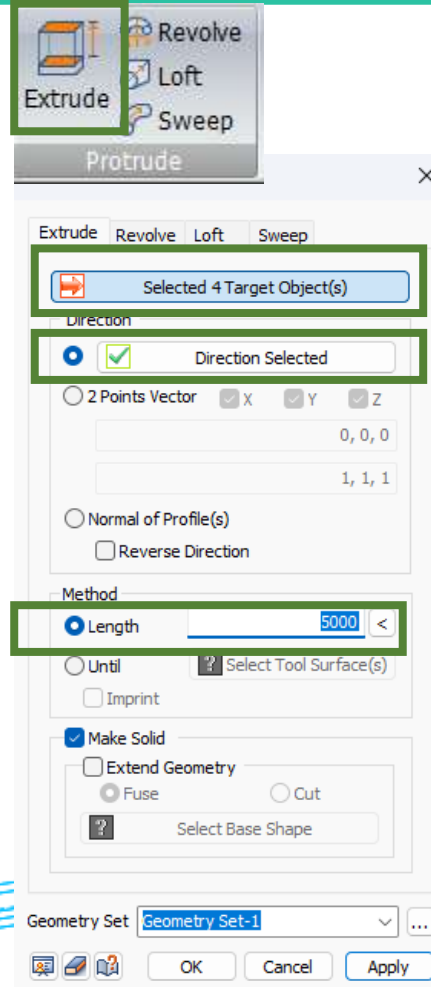 Revolve
Loft
Extrude
Sweep
Protrude
Extrude Revolve Loft Sweep
Selected 4 Target Object(s)
Direction
Direction Selected
2 Points Vector X Y Z
0, 0, 0
1, 1, 1
Normal of Profile(s)
Reverse Direction
Method
Length 5000 <
Until ? Select Tool Surface(s)
Imprint
Make Solid
Extend Geometry
Fuse Cut
? Select Base Shape
Geometry Set Geometry Set-1 ...
OK Cancel Apply